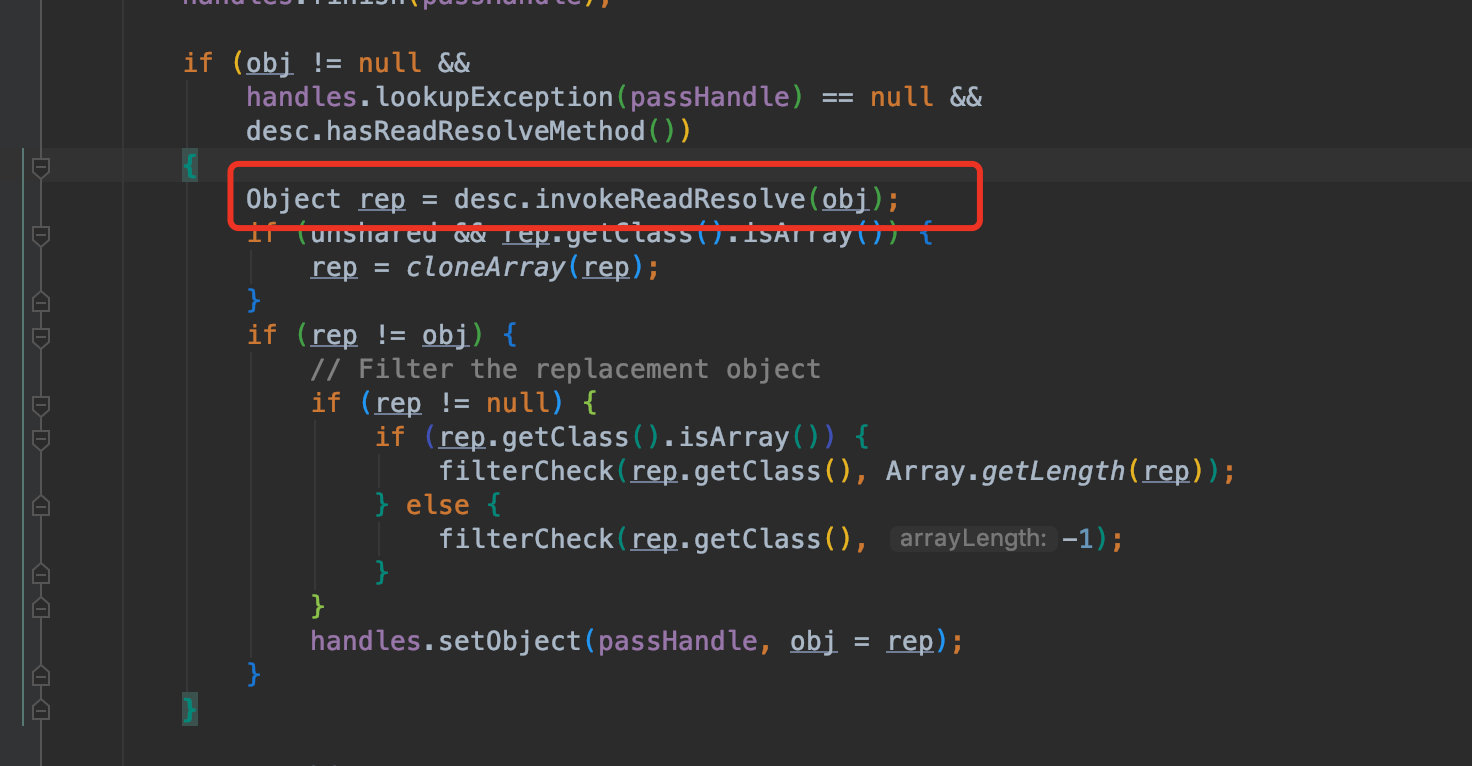 handles.finish(passHandle);
if (obj != null &&
handles.lookupException(passHandle) == null &&
desc.hasReadResolveMethod())
{
Object rep = desc.invokeReadResolve(obj);
if (unshared && rep.getClass().isArray()) {
rep = cloneArray(rep);
}
if (rep != obj) {
// Filter the replacement object
if (rep != null) {
if (rep.getClass().isArray()) {
filterCheck(rep.getClass(), Array.getLength(rep));
} else {
filterCheck(rep.getClass(), arrayLength: -1);
}
}
handles.setObject(passHandle, obj = rep);
}
}